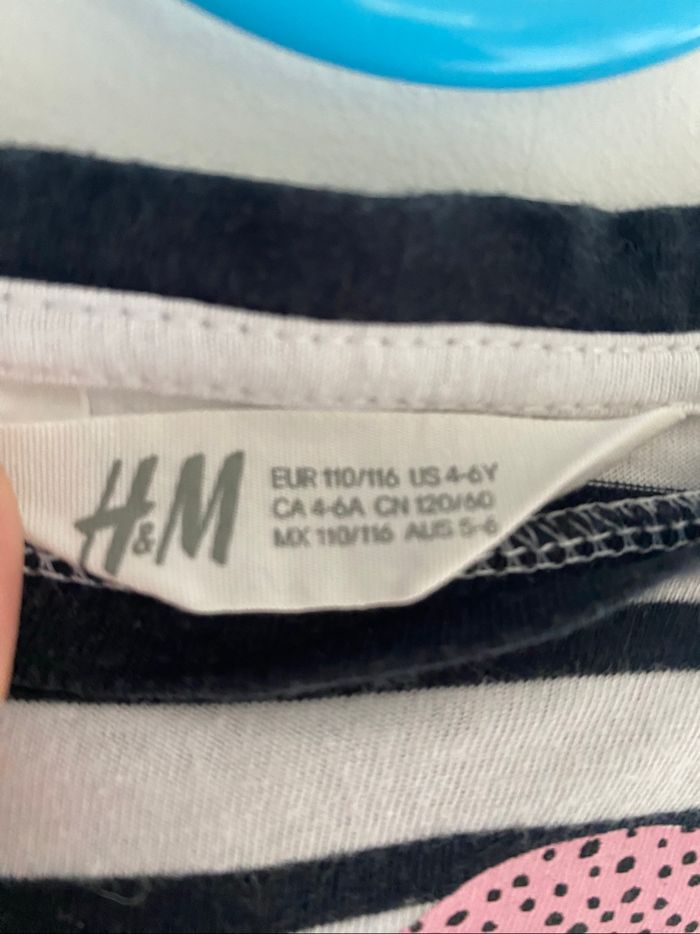 H&M
EUR 110/116 US 4-6Y
CA 4-6A CN 120/60
MX 110/116 AUS 5-6